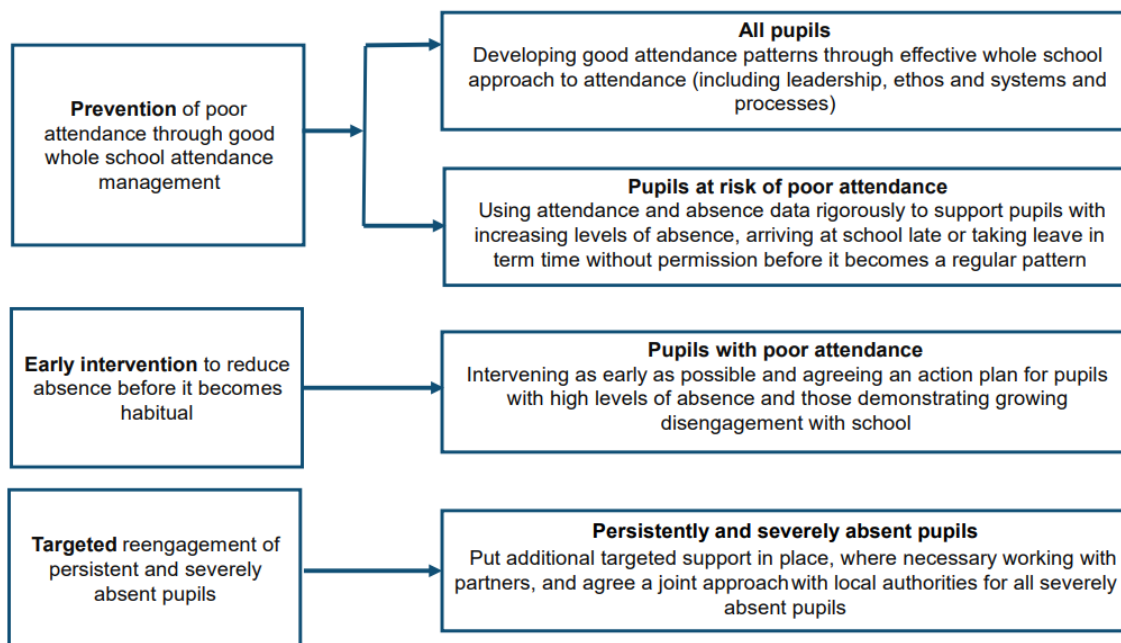 Prevention of poor
attendance through good
whole school attendance
management
All pupils
Developing good attendance patterns through effective whole school
approach to attendance (including leadership, ethos and systems and
processes)
Pupils at risk of poor attendance
Using attendance and absence data rigorously to support pupils with
increasing levels of absence, arriving at school late or taking leave in
term time without permission before it becomes a regular pattern
Early intervention to reduce
absence before it becomes
habitual
Pupils with poor attendance
Intervening as early as possible and agreeing an action plan for pupils
with high levels of absence and those demonstrating growing
disengagement with school
Targeted reengagement of
persistent and severely
absent pupils
Persistently and severely absent pupils
Put additional targeted support in place, where necessary working with
partners, and agree a joint approach with local authorities for all severely
absent pupils